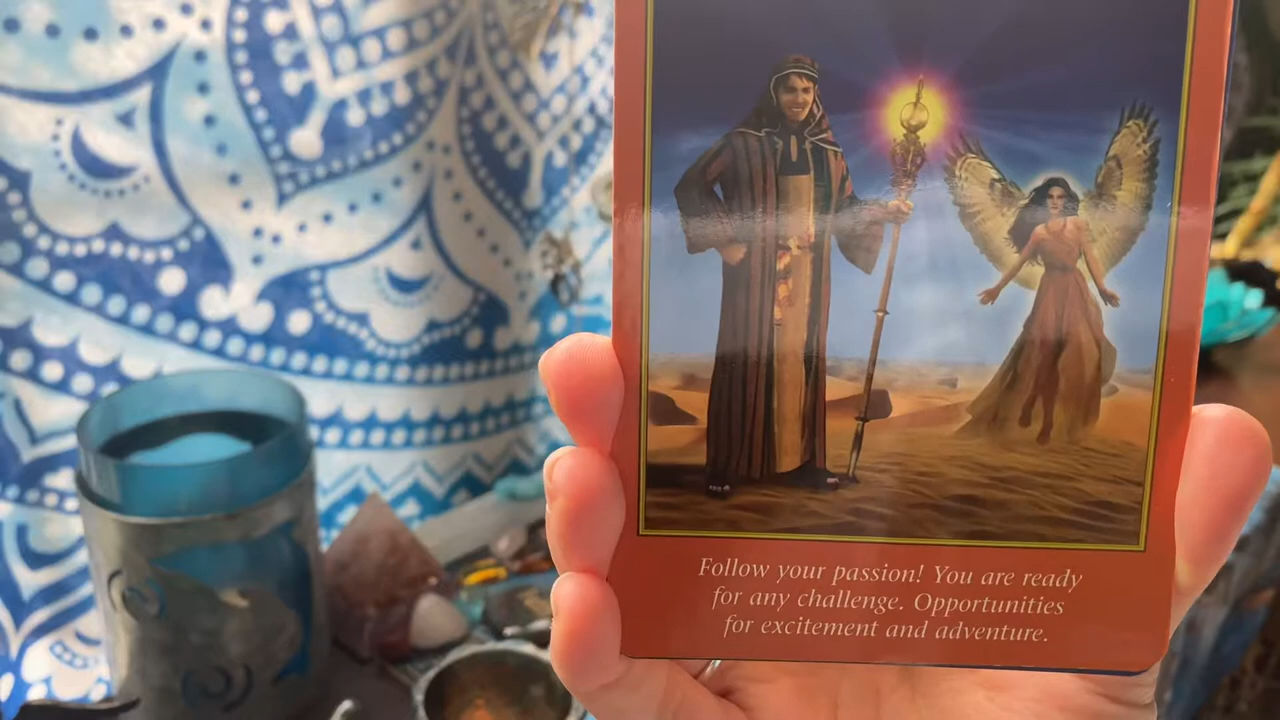 Follow your passion! You are ready
for any challenge. Opportunities
for excitement and adventure.